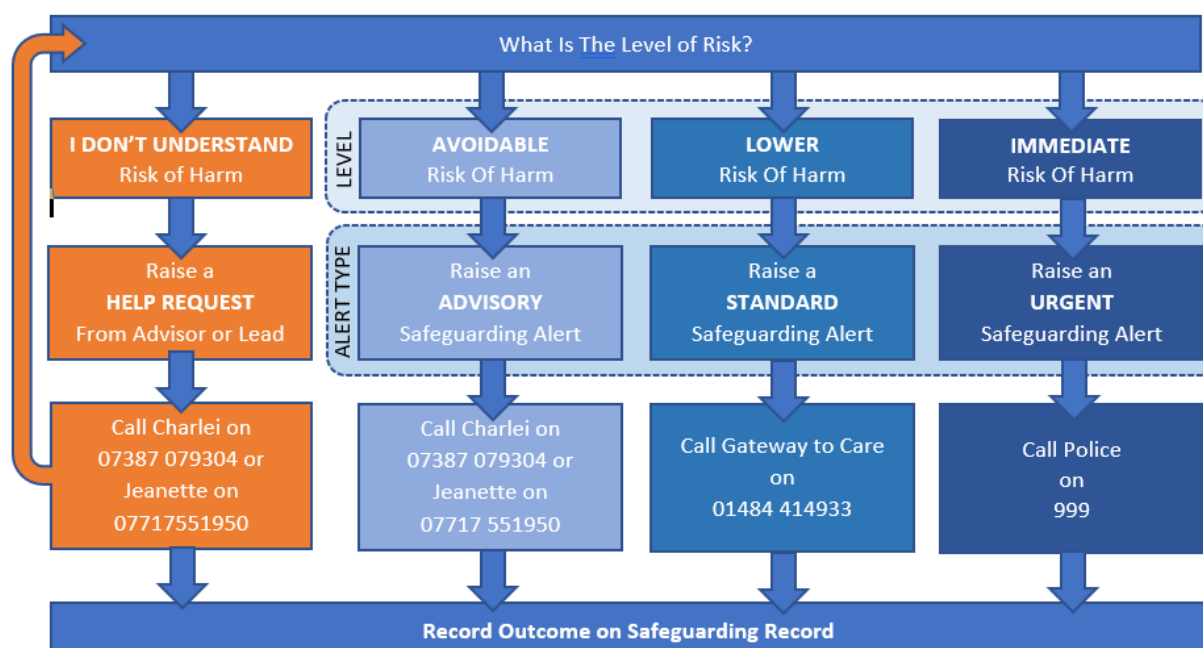 What Is The Level of Risk?
I DON'T UNDERSTAND
Risk of Harm
LEVEL
AVOIDABLE
Risk Of Harm
LOWER
Risk Of Harm
IMMEDIATE
Risk Of Harm
Raise a
HELP REQUEST
From Advisor or Lead
ALERT TYPE
Raise an
ADVISORY
Safeguarding Alert
Raise a
STANDARD
Safeguarding Alert
Raise an
URGENT
Safeguarding Alert
Call Charlei on
07387 079304 or
Jeanette on
07717551950
Call Charlei on
07387 079304 or
Jeanette on
07717 551950
Call Gateway to Care
on
01484 414933
Call Police
on
999
Record Outcome on Safeguarding Record